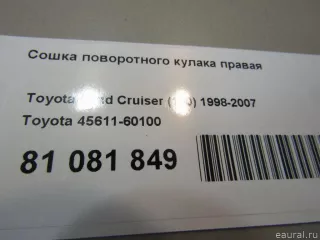 Сошка поворотного кулака правая
Toyota Cruiser 1998-2007
Toyota 45611-60100
81 081 849
eaural.ru